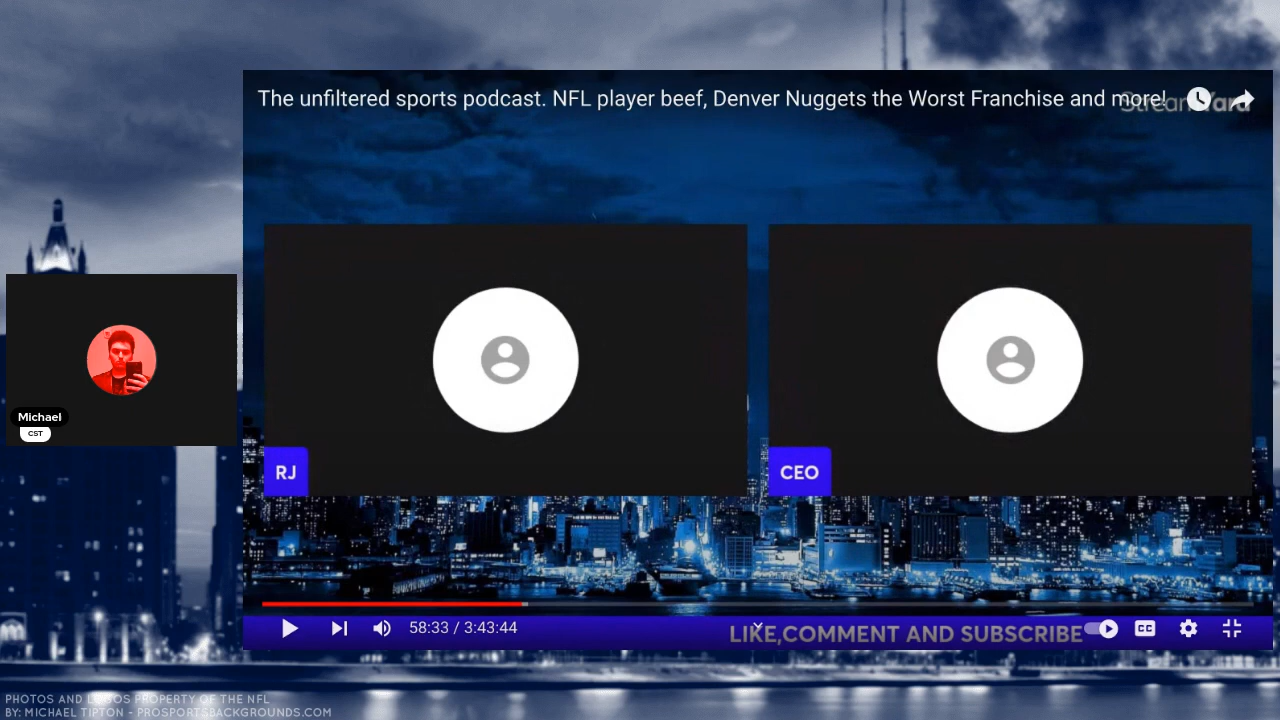 The unfiltered sports podcast. NFL player beef, Denver Nuggets the Worst Franchise and more!
StreamYard
Michael
CST
RJ
CEO
58:33 / 3:43:44
LIKE,COMMENT AND SUBSCRIBE
CC
PHOTOS AND LOGOS PROPERTY OF THE NFL
BY: MICHAEL TIPTON - PROSPORTSBACKGROUNDS.COM